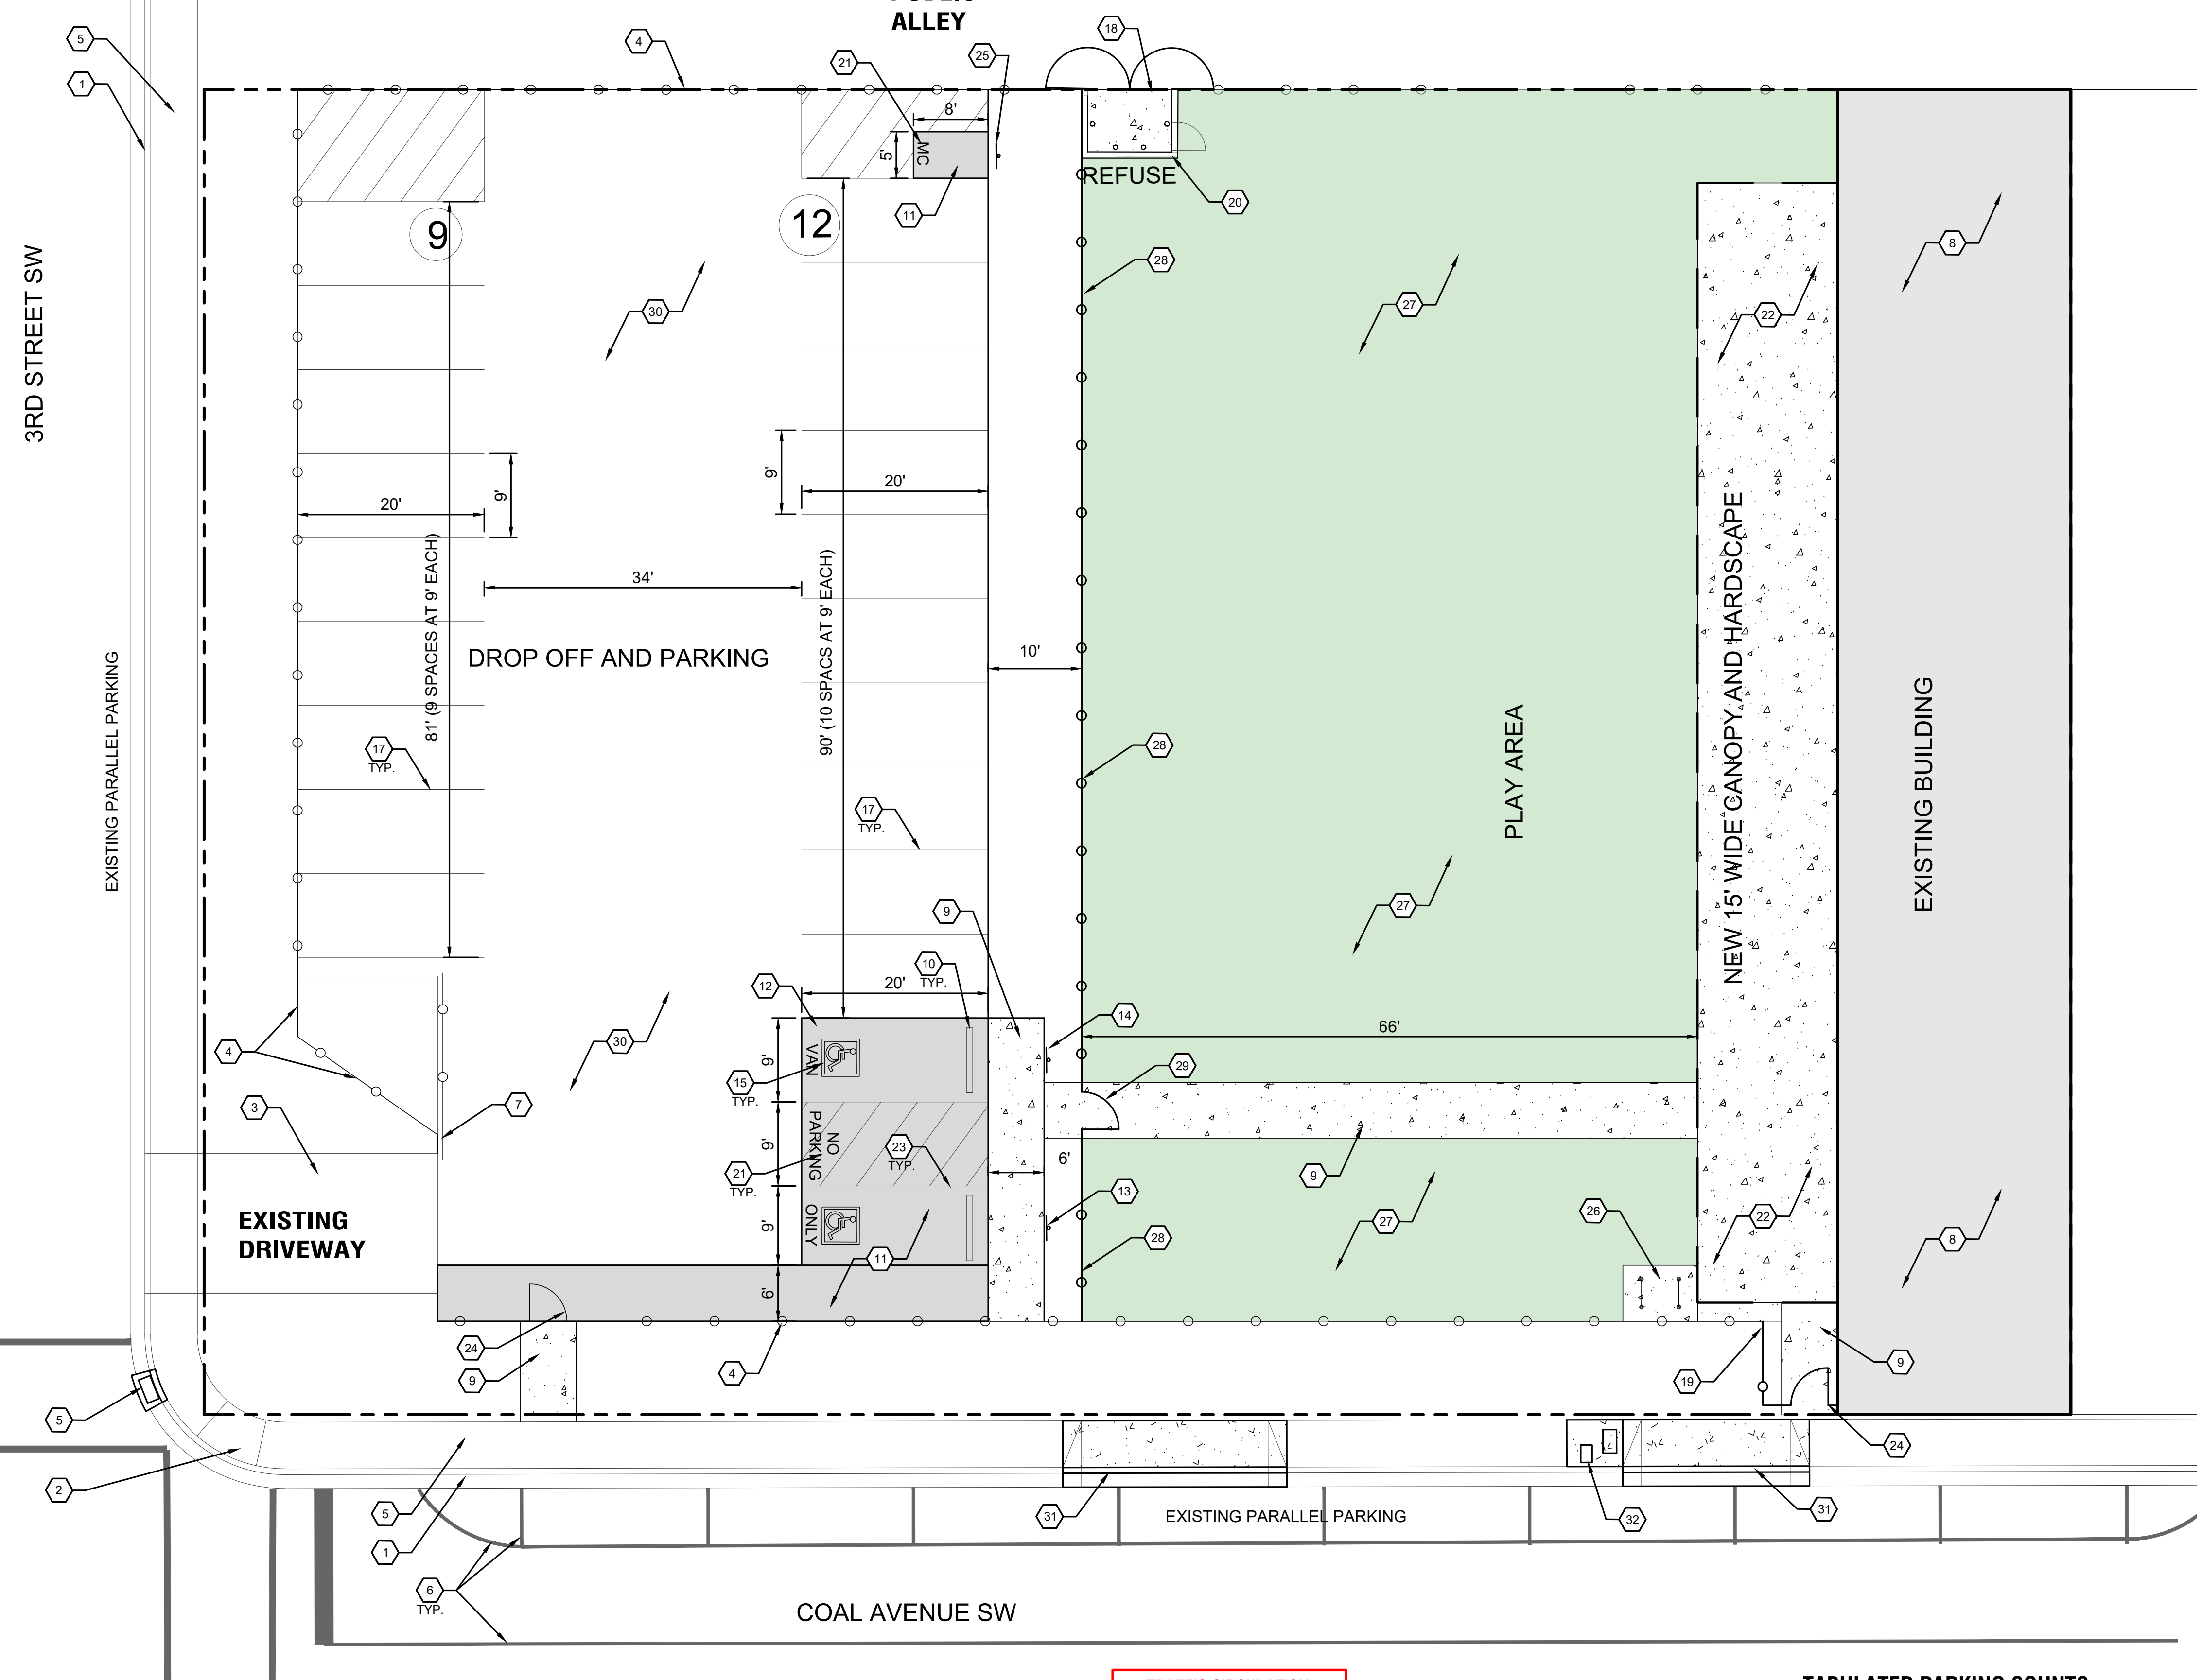 ALLEY
5
4
18
25
21
1
8'
5'
MC
REFUSE
20
11
9
12
28
27
8
22
30
3RD STREET SW
9'
20'
9'
20'
81' (9 SPACES AT 9' EACH)
90' (10 SPACS AT 9' EACH)
34'
DROP OFF AND PARKING
10'
NEW 15' WIDE CANOPY AND HARDSCAPE
EXISTING BUILDING
PLAY AREA
EXISTING PARALLEL PARKING
28
17
TYP.
17
TYP.
9
27
10
TYP.
12
20'
14
66'
4
30
9'
VAN
15
TYP.
29
3
7
9'
NO
PARKING
23
TYP.
21
TYP.
6'
9
13
9'
ONLY
26
27
22
EXISTING
DRIVEWAY
11
28
8
6'
24
9
4
19
9
5
24
2
5
31
EXISTING PARALLEL PARKING
32
31
1
6
TYP.
COAL AVENUE SW
TABULATED PARKING COUNTS